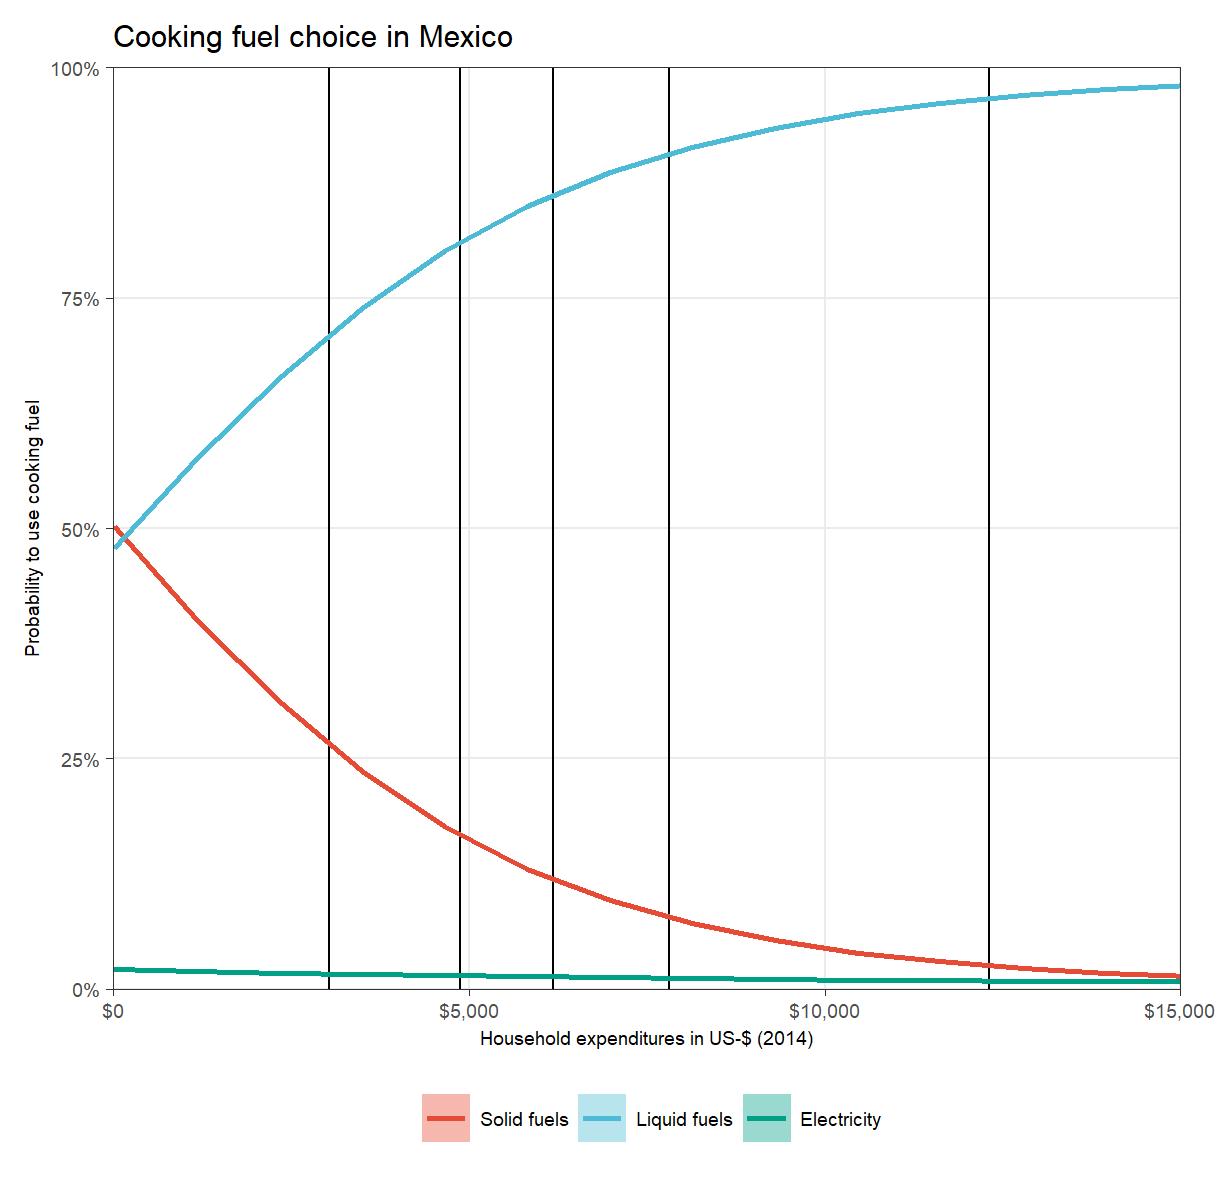 Cooking fuel choice in Mexico
100%
75%
50%
25%
0%
Probability to use cooking fuel
$0 $5,000 $10,000 $15,000
Household expenditures in US-$ (2014)
Solid fuels Liquid fuels Electricity